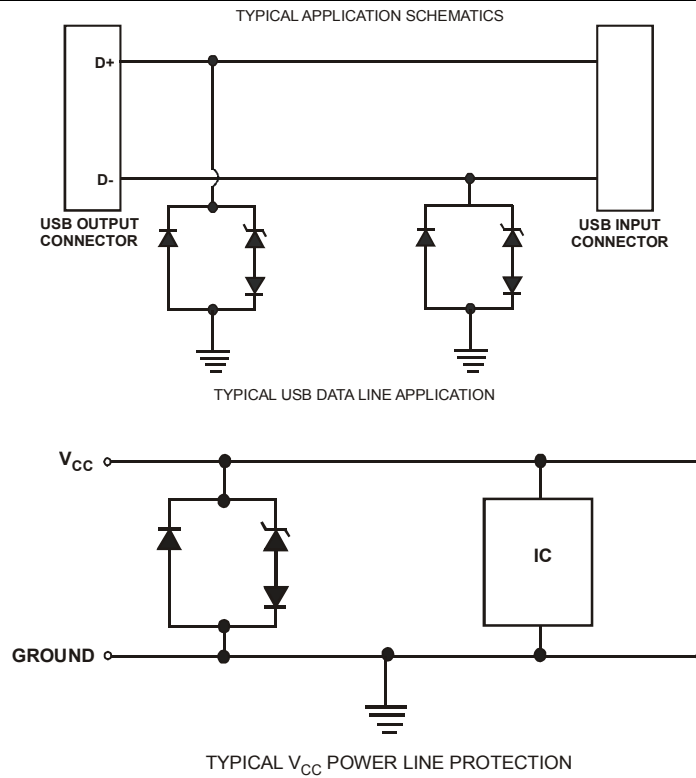 TYPICAL APPLICATION SCHEMATICS
D+
D-
USB OUTPUT
CONNECTOR
USB INPUT
CONNECTOR
TYPICAL USB DATA LINE APPLICATION
VCC
IC
GROUND
TYPICAL VCC POWER LINE PROTECTION